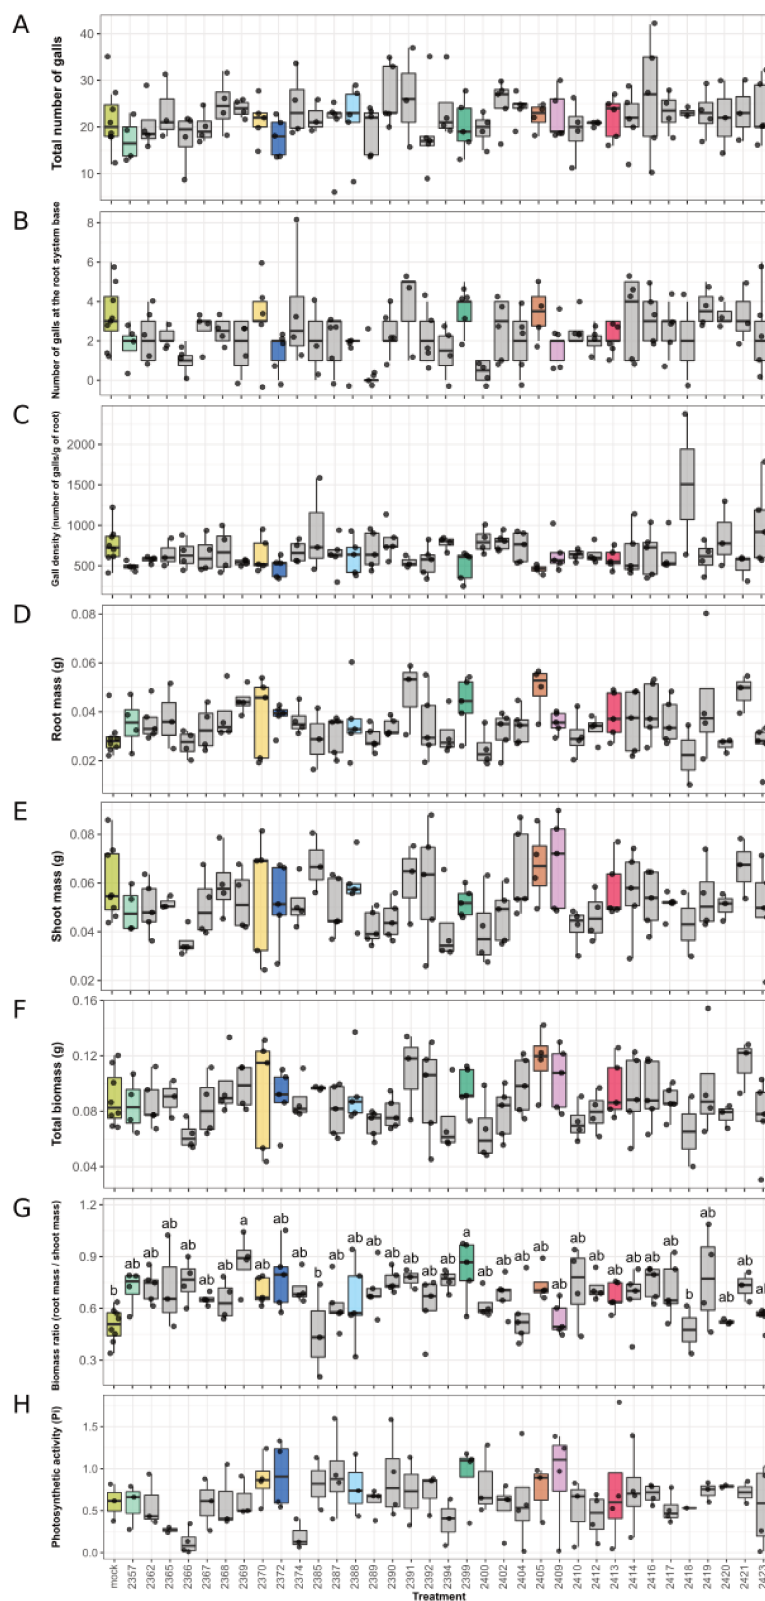 A
Total number of galls
40
30
20
10
B
Number of galls at the root system base
8
6
4
2
0
C
Gall density (number of galls/g of root)
2000
1500
1000
500
D
Root mass (g)
0.08
0.06
0.04
0.02
E
Shoot mass (g)
0.08
0.06
0.04
0.02
F
Total biomass (g)
0.16
0.12
0.08
0.04
G
Biomass ratio (root mass / shoot mass)
1.2
0.9
0.6
0.3
b ab ab ab ab ab ab a ab ab ab b ab ab ab ab ab ab ab a ab ab ab ab ab ab ab ab ab ab ab b ab ab ab ab
H
Photosynthetic activity (Pi)
1.5
1.0
0.5
0.0
mock 2357 2362 2365 2366 2367 2368 2369 2370 2372 2374 2385 2387 2388 2389 2390 2391 2392 2394 2399 2400 2402 2404 2405 2409 2410 2412 2413 2414 2416 2417 2418 2419 2420 2421 2423
Treatment